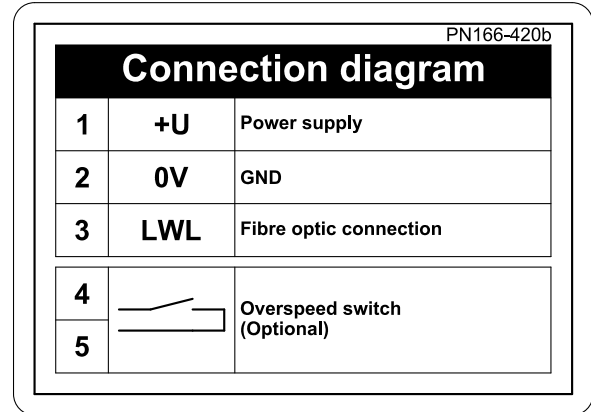 PN166-420b
Connection diagram
1 +U Power supply
2 0V GND
3 LWL Fibre optic connection
4 Overspeed switch
(Optional)
5